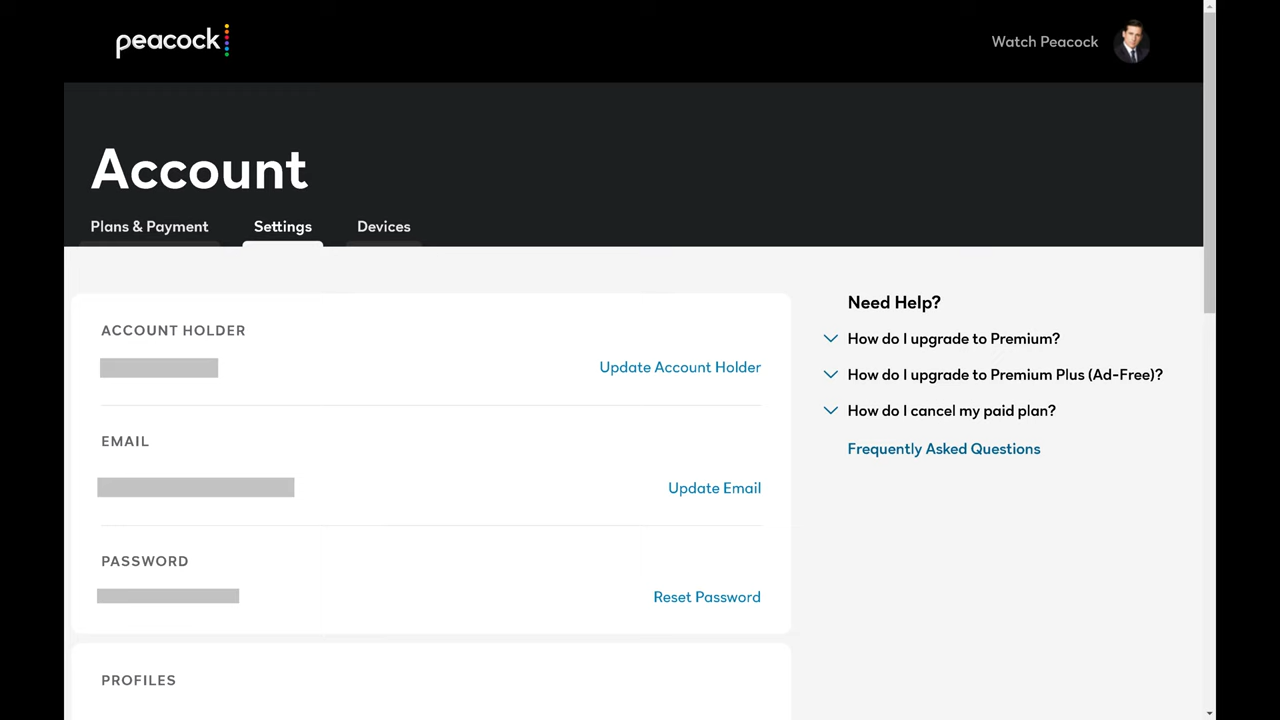 peacock
Watch Peacock
Account
Plans & Payment
Settings
Devices
ACCOUNT HOLDER
Update Account Holder
EMAIL
Update Email
PASSWORD
Reset Password
PROFILES
Need Help?
How do I upgrade to Premium?
How do I upgrade to Premium Plus (Ad-Free)?
How do I cancel my paid plan?
Frequently Asked Questions